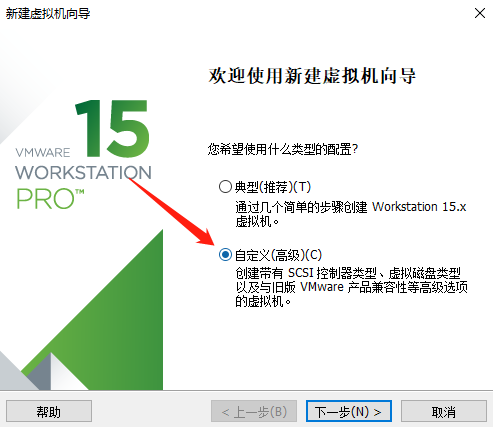 新建虚拟机向导
欢迎使用新建虚拟机向导
15
VMWARE
WORKSTATION
PRO™
您希望使用什么类型的配置?
典型(推荐)(T)
通过几个简单的步骤创建 Workstation 15.x
虚拟机。
自定义(高级)(C)
创建带有 SCSI 控制器类型、虚拟磁盘类型
以及与旧版 VMware 产品兼容性等高级选项
的虚拟机。
帮助
< 上一步(B)
下一步(N) >
取消